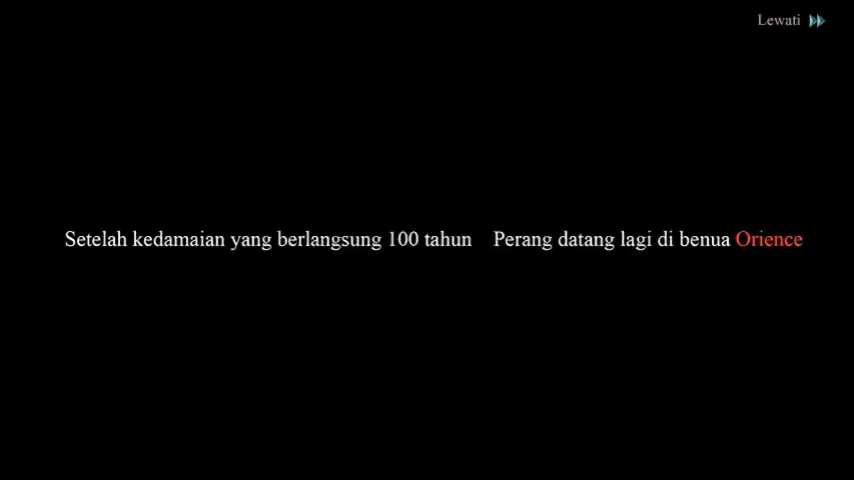 Lewati
Setelah kedamaian yang berlangsung 100 tahun Perang datang lagi di benua Orience